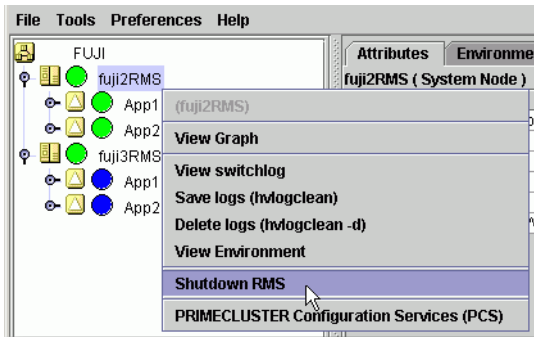 File Tools Preferences Help
FUJI
fuji2RMS
App1
App2
fuji3RMS
App1
App2
Attributes
Environme
fuji2RMS ( System Node )
(fuji2RMS)
View Graph
View switchlog
Save logs (hvlogclean)
Delete logs (hvlogclean -d)
View Environment
Shutdown RMS
PRIMECLUSTER Configuration Services (PCS)